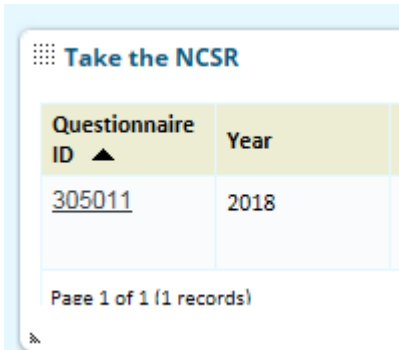 Take the NCSR
Questionnaire
ID ▲ Year
305011 2018
Page 1 of 1 (1 records)